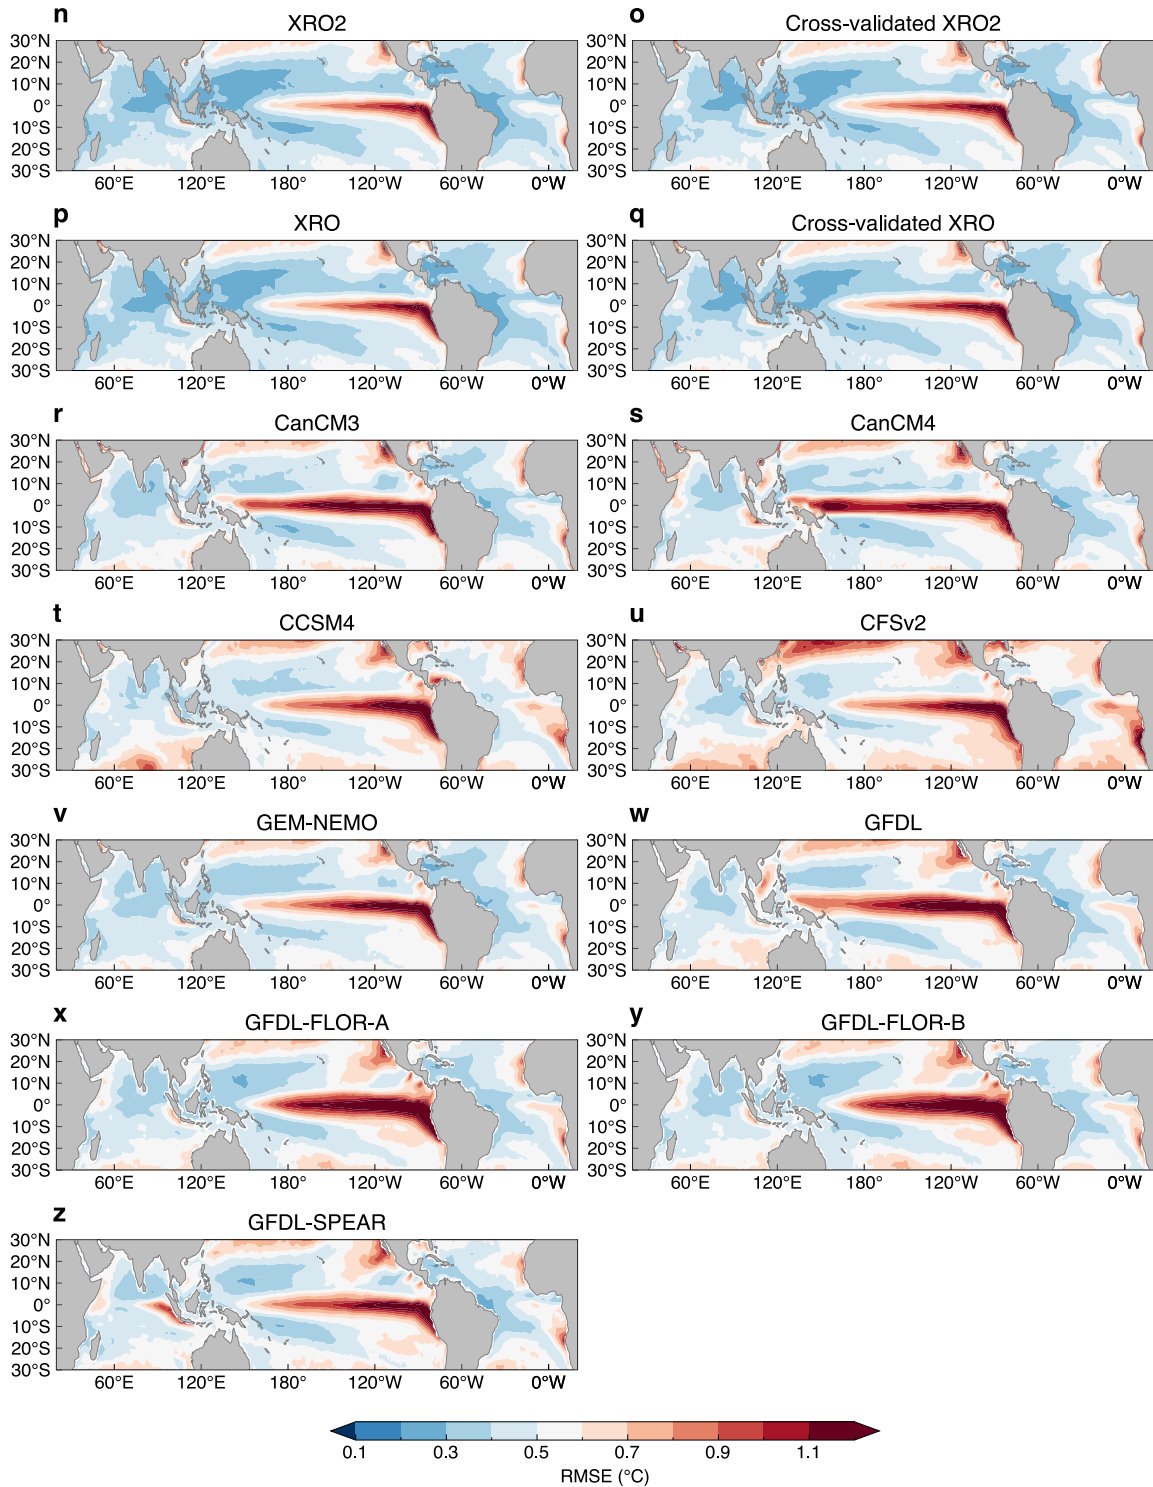 n XRO2
30°N
20°N
10°N
0°
10°S
20°S
30°S
60°E 120°E 180° 120°W 60°W 0°W
o Cross-validated XRO2
30°N
20°N
10°N
0°
10°S
20°S
30°S
60°E 120°E 180° 120°W 60°W 0°W
p XRO
30°N
20°N
10°N
0°
10°S
20°S
30°S
60°E 120°E 180° 120°W 60°W 0°W
q Cross-validated XRO
30°N
20°N
10°N
0°
10°S
20°S
30°S
60°E 120°E 180° 120°W 60°W 0°W
r CanCM3
30°N
20°N
10°N
0°
10°S
20°S
30°S
60°E 120°E 180° 120°W 60°W 0°W
s CanCM4
30°N
20°N
10°N
0°
10°S
20°S
30°S
60°E 120°E 180° 120°W 60°W 0°W
t CCSM4
30°N
20°N
10°N
0°
10°S
20°S
30°S
60°E 120°E 180° 120°W 60°W 0°W
u CFSv2
30°N
20°N
10°N
0°
10°S
20°S
30°S
60°E 120°E 180° 120°W 60°W 0°W
v GEM-NEMO
30°N
20°N
10°N
0°
10°S
20°S
30°S
60°E 120°E 180° 120°W 60°W 0°W
w GFDL
30°N
20°N
10°N
0°
10°S
20°S
30°S
60°E 120°E 180° 120°W 60°W 0°W
x GFDL-FLOR-A
30°N
20°N
10°N
0°
10°S
20°S
30°S
60°E 120°E 180° 120°W 60°W 0°W
y GFDL-FLOR-B
30°N
20°N
10°N
0°
10°S
20°S
30°S
60°E 120°E 180° 120°W 60°W 0°W
z GFDL-SPEAR
30°N
20°N
10°N
0°
10°S
20°S
30°S
60°E 120°E 180° 120°W 60°W 0°W
0.1 0.3 0.5 0.7 0.9 1.1
RMSE (°C)